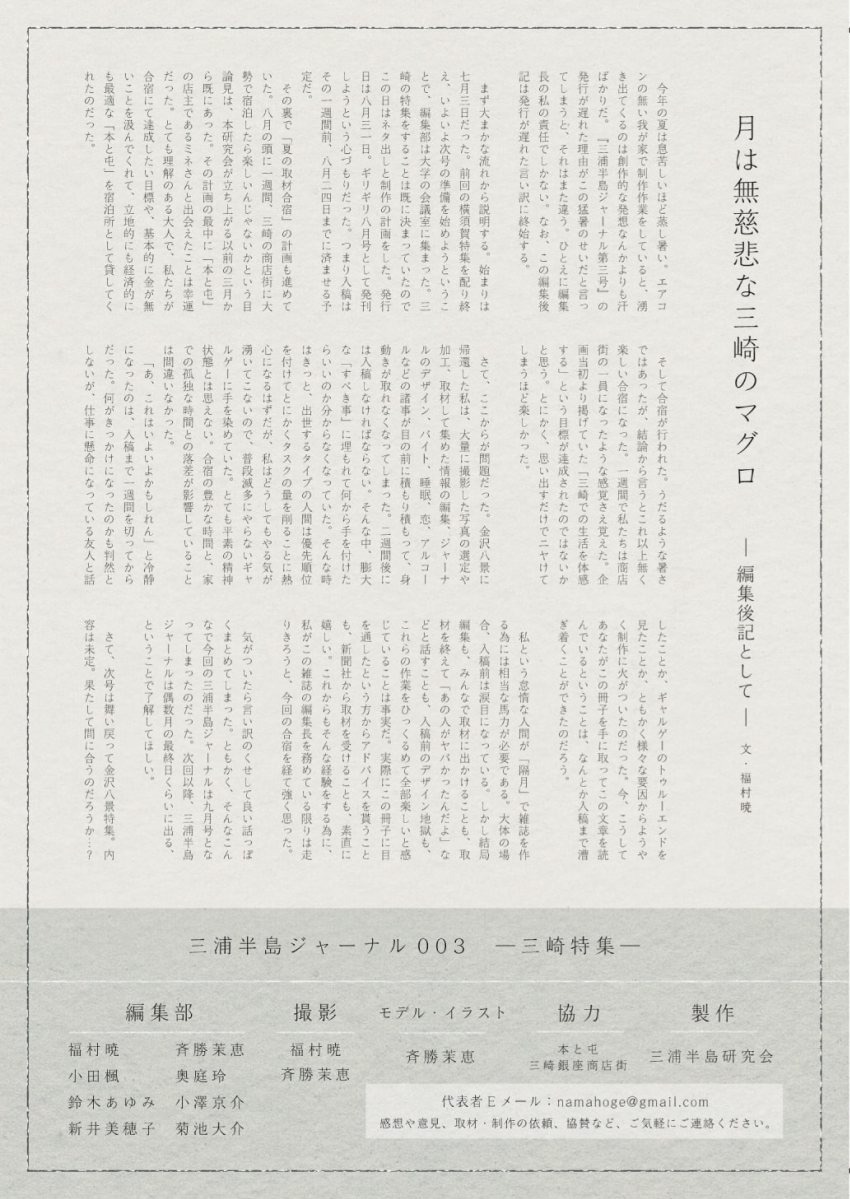 月は無慈悲な三崎のマグロ
― 編集後記として ―
文・福村暁
　今年の夏は息苦しいほど蒸し暑い。エアコ
ンの無い我が家で制作作業をしていると、湧
き出てくるのは創作的な発想なんかよりも汗
ばかりだ。『三浦半島ジャーナル第三号』の
発行が遅れた理由がこの猛暑のせいだと言っ
てしまうと、それはまた違う。ひとえに編集
長の私の責任でしかない。なお、この編集後
記は発行が遅れた言い訳に終始する。
　まず大まかな流れから説明する。始まりは
七月三日だった。前回の横須賀特集を配り終
え、いよいよ次号の準備を始めようというこ
とで、編集部は大学の会議室に集まった。三
崎の特集をすることは既に決まっていたので
この日はネタ出しと制作の計画をした。発行
日は八月三一日。ギリギリ八月号として発刊
しようという心づもりだった。つまり入稿は
その一週間前、八月二四日までに済ませる予
定だ。
　その裏で「夏の取材合宿」の計画も進めて
いた。八月の頭に一週間、三崎の商店街に大
勢で宿泊したら楽しいんじゃないかという目
論見は、本研究会が立ち上がる以前の三月か
ら既にあった。その計画の最中に「本と屯」
の店主であるミネさんと出会えたことは幸運
だった。とても理解のある大人で、私たちが
合宿にて達成したい目標や、基本的に金が無
いことを汲んでくれて、立地的にも経済的に
も最適な「本と屯」を宿泊所として貸してく
れたのだった。
　そして合宿が行われた。うだるような暑さ
ではあったが、結論から言うとこれ以上無く
楽しい合宿になった。一週間で私たちは商店
街の一員になったような感覚さえ覚えた。企
画当初より掲げていた「三崎での生活を体感
する」という目標が達成されたのではないか
と思う。とにかく、思い出すだけでニヤけて
しまうほど楽しかった。
　さて、ここからが問題だった。金沢八景に
帰還した私は、大量に撮影した写真の選定や
加工、取材して集めた情報の編集、ジャーナ
ルのデザイン、バイト、睡眠、恋、アルコー
ルなどの諸事が目の前に積もり積もって、身
動きが取れなくなってしまった。二週間後に
は入稿しなければならない。そんな中、膨大
な「すべき事」に埋もれて何から手を付けた
らいいのか分からなくなっていた。そんな時
はきっと、出世するタイプの人間は優先順位
を付けてとにかくタスクの量を削ることに熱
心になるはずだが、私はどうしてもやる気が
湧いてこないので、普段滅多にやらないギャ
ルゲーに手を染めていた。とても平素の精神
状態とは思えない。合宿の豊かな時間と、家
での孤独な時間との落差が影響していること
は間違いなかった。
　「あ、これはいよいよかもしれん」と冷静
になったのは、入稿まで一週間を切ってから
だった。何がきっかけになったのかも判然と
しないが、仕事に懸命になっている友人と話
したことか、ギャルゲーのトゥルーエンドを
見たことか、ともかく様々な要因からようや
く制作に火がついたのだった。今、こうして
あなたがこの冊子を手に取ってこの文章を読
んでいるということは、なんとか入稿まで漕
ぎ着くことができたのだろう。
　私という怠惰な人間が「隔月」で雑誌を作
る為には相当な馬力が必要である。大体の場
合、入稿前は涙目になっている。しかし結局
編集も、みんなで取材に出かけることも、取
材を終えて「あの人がヤバかったんだよ」な
どと話すことも、入稿前のデザイン地獄も、
これらの作業をひっくるめて全部楽しいと感
じていることは事実だ。実際にこの冊子に目
を通したという方からアドバイスを貰うこと
も、新聞社から取材を受けることも、素直に
嬉しい。これからもそんな経験をする為に、
私がこの雑誌の編集長を務めている限りは走
りきろうと、今回の合宿を経て強く思った。
　気がついたら言い訳のくせして良い話っぽ
くまとめてしまった。ともかく、そんなこん
なで今回の三浦半島ジャーナルは九月号とな
ってしまったのだった。次回以降、三浦半島
ジャーナルは偶数月の最終日くらいに出る、
ということで了解してほしい。
　さて、次号は舞い戻って金沢八景特集。内
容は未定。果たして間に合うのだろうか…？
三浦半島ジャーナル003　―三崎特集―
編集部
福村暁　斉勝茉恵
小田楓　奥庭玲
鈴木あゆみ　小澤京介
新井美穂子　菊池大介
撮影
福村暁
斉勝茉恵
モデル・イラスト
斉勝茉恵
協力
本と屯
三崎銀座商店街
製作
三浦半島研究会
代表者Eメール：namahoge@gmail.com
感想や意見、取材・制作の依頼、協賛など、ご気軽にご連絡ください。